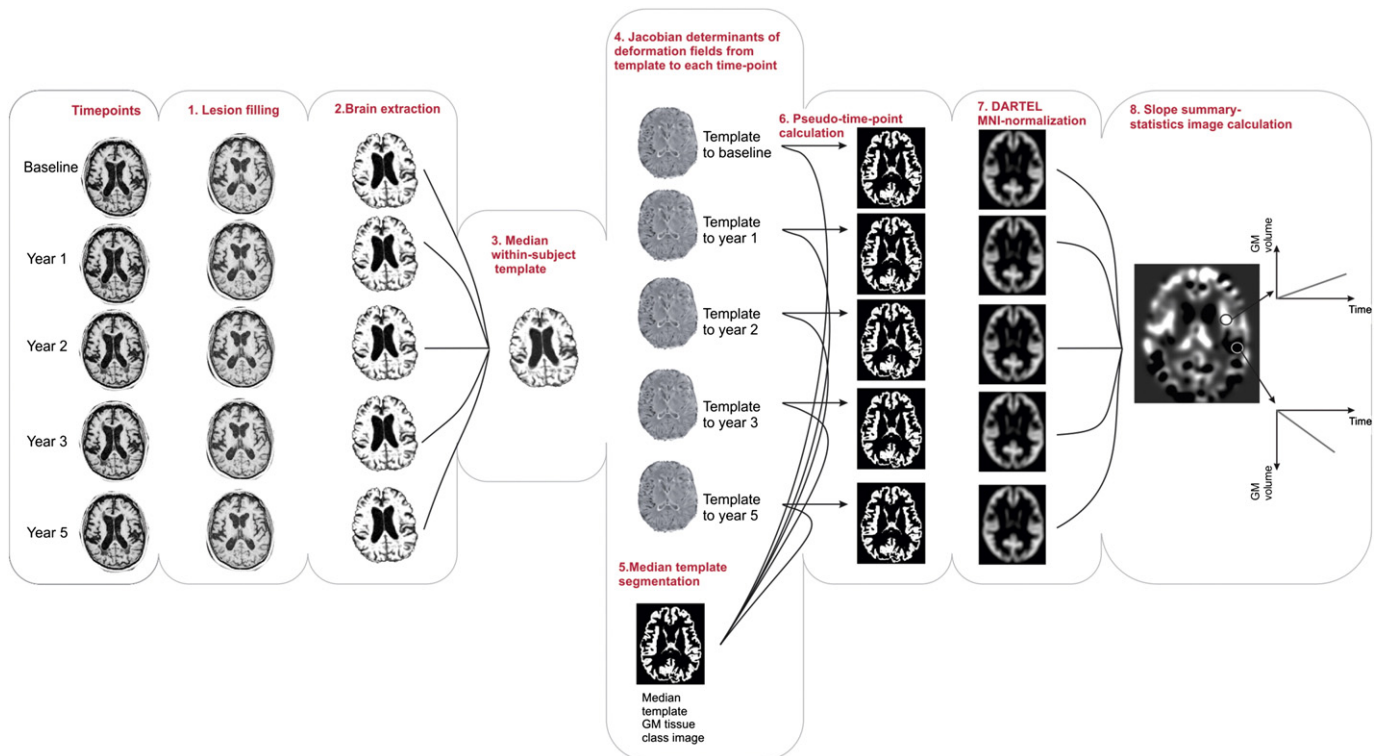 Timepoints
Baseline
Year 1
Year 2
Year 3
Year 5
1. Lesion filling
2.Brain extraction
3. Median
within-subject
template
4. Jacobian determinants of
deformation fields from
template to each time-point
Template
to baseline
Template
to year 1
Template
to year 2
Template
to year 3
Template
to year 5
5.Median template
segmentation
Median
template
GM tissue
class image
6. Pseudo-time-point
calculation
7. DARTEL
MNI-normalization
8. Slope summary-
statistics image calculation
GM
volume
Time
Time
GM
volume